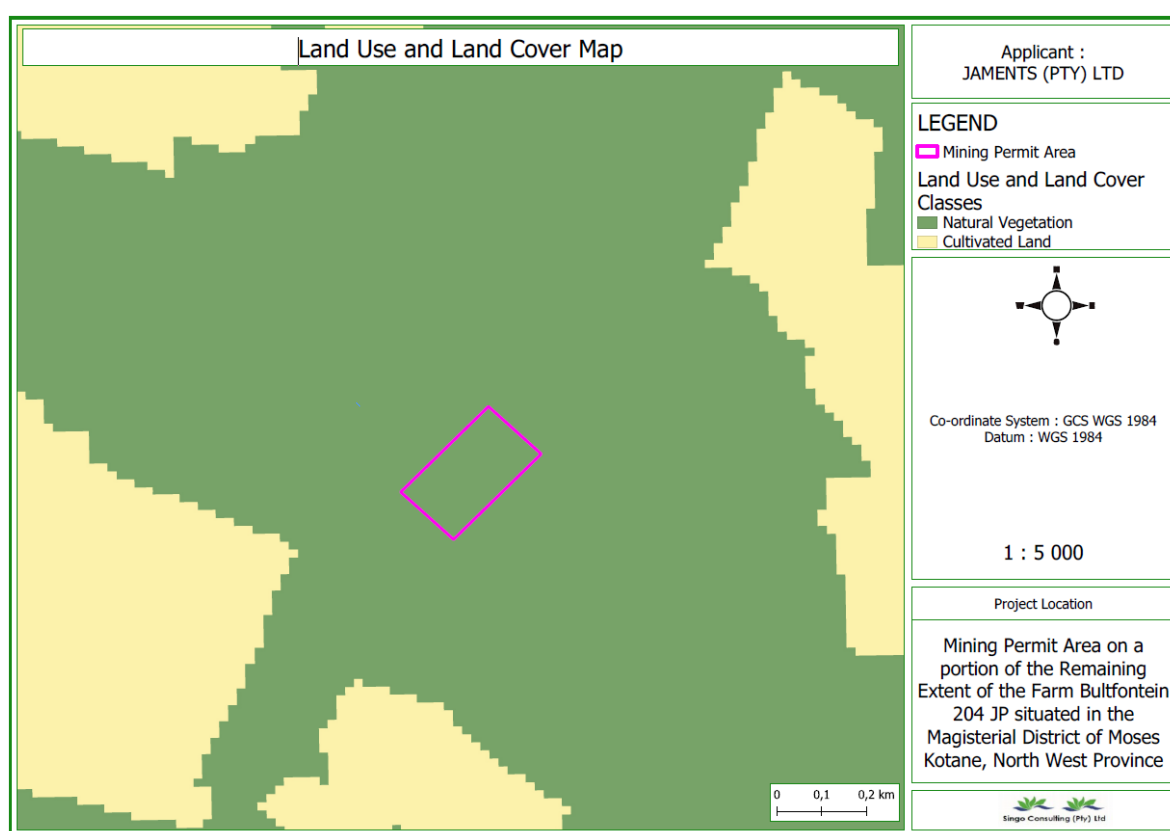 Land Use and Land Cover Map
Applicant :
JAMENTS (PTY) LTD
LEGEND
Mining Permit Area
Land Use and Land Cover
Classes
Natural Vegetation
Cultivated Land
Co-ordinate System : GCS WGS 1984
Datum : WGS 1984
1 : 5 000
Project Location
Mining Permit Area on a
portion of the Remaining
Extent of the Farm Bultfontein
204 JP situated in the
Magisterial District of Moses
Kotane, North West Province
0 0,1 0,2 km
Singo Consulting (Pty) Ltd